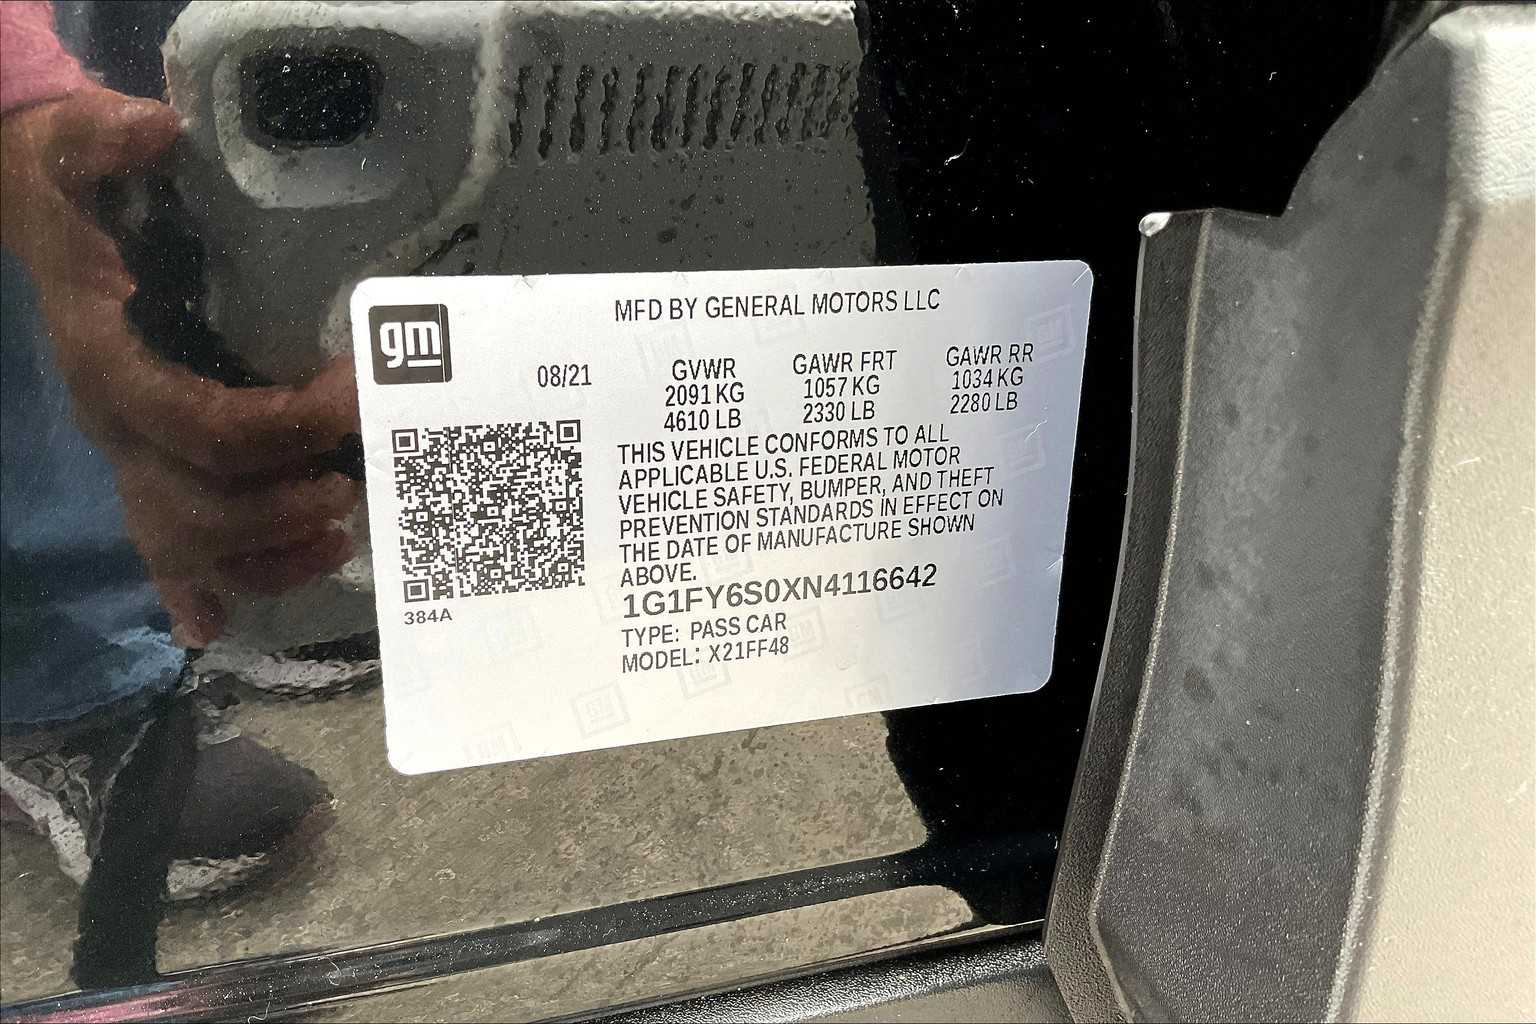 MFD BY GENERAL MOTORS LLC
gm
08/21
GVWR
2091 KG
4610 LB
GAWR FRT
1057 KG
2330 LB
GAWR RR
1034 KG
2280 LB
THIS VEHICLE CONFORMS TO ALL
APPLICABLE U.S. FEDERAL MOTOR
VEHICLE SAFETY, BUMPER, AND THEFT
PREVENTION STANDARDS IN EFFECT ON
THE DATE OF MANUFACTURE SHOWN
ABOVE.
384A
1G1FY6S0XN4116642
TYPE: PASS CAR
MODEL: X21FF48